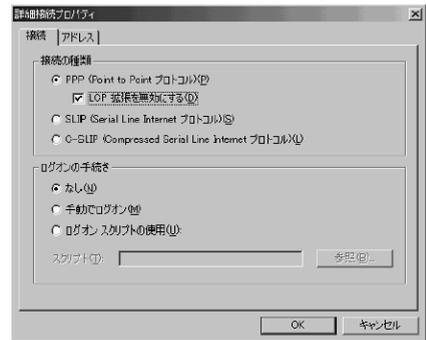 詳細接続プロパティ
接続 アドレス
接続の種類
PPP (Point to Point プロトコル)(P)
LCP 拡張を無効にする(D)
SLIP (Serial Line Internet プロトコル)(S)
C-SLIP (Compressed Serial Line Internet プロトコル)(L)
ログオンの手続き
なし(N)
手動でログオン(M)
ログオン スクリプトの使用(U):
スクリプト(T): 参照(B)...
OK キャンセル